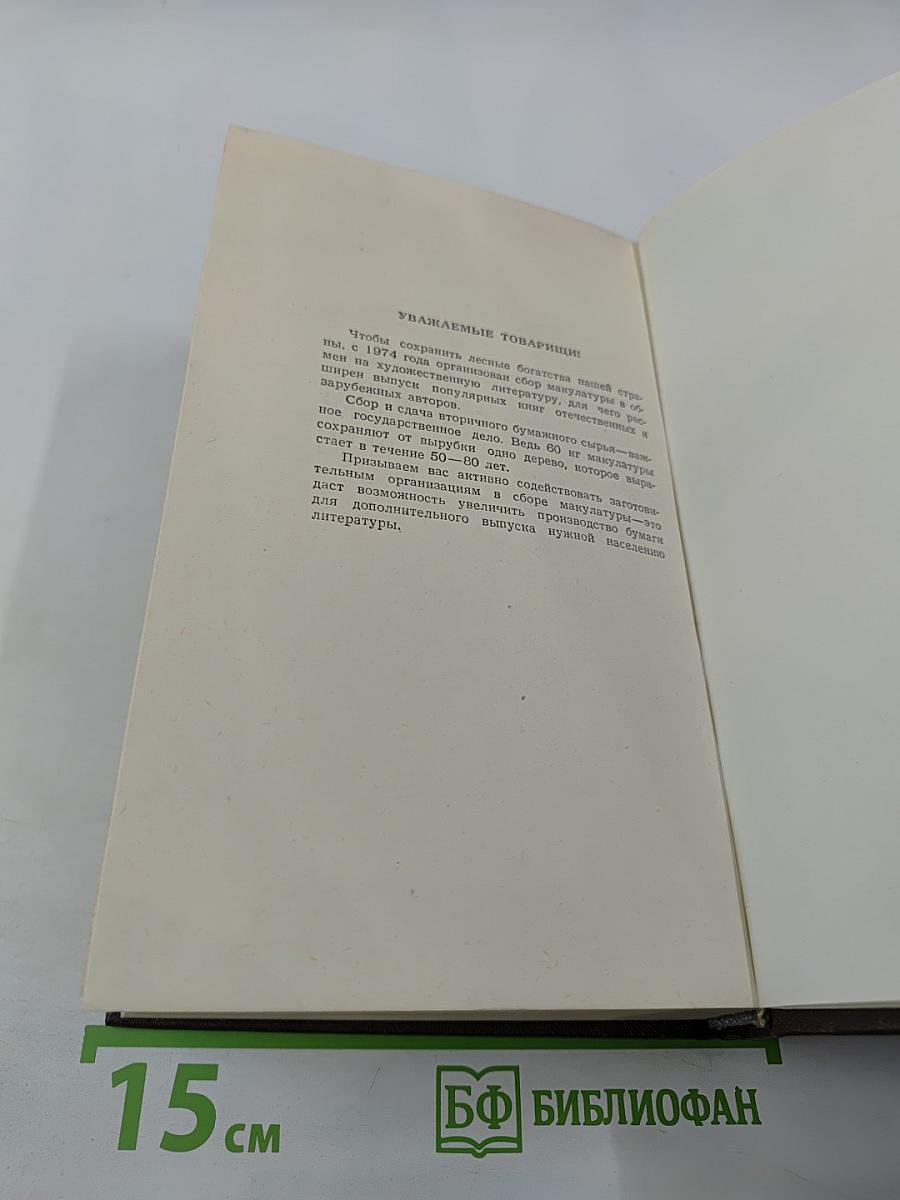 УВАЖАЕМЫЕ ТОВАРИЩИ!
Чтобы сохранить лесные богатства нашей стра-
ны, с 1974 года организован сбор макулатуры в об-
мен на художественную литературу, для чего рас-
ширен выпуск популярных книг отечественных и
зарубежных авторов.
Сбор и сдача вторичного бумажного сырья—важ-
ное государственное дело. Ведь 60 кг макулатуры
сохраняют от вырубки одно дерево, которое выра-
стает в течение 50—80 лет.
Призываем вас активно содействовать заготови-
тельным организациям в сборе макулатуры—это
даст возможность увеличить производство бумаги
для дополнительного выпуска нужной населению
литературы.
15 см
БФ БИБЛИОФАН